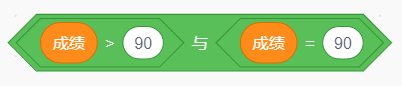 成绩 > 90 与 成绩 = 90